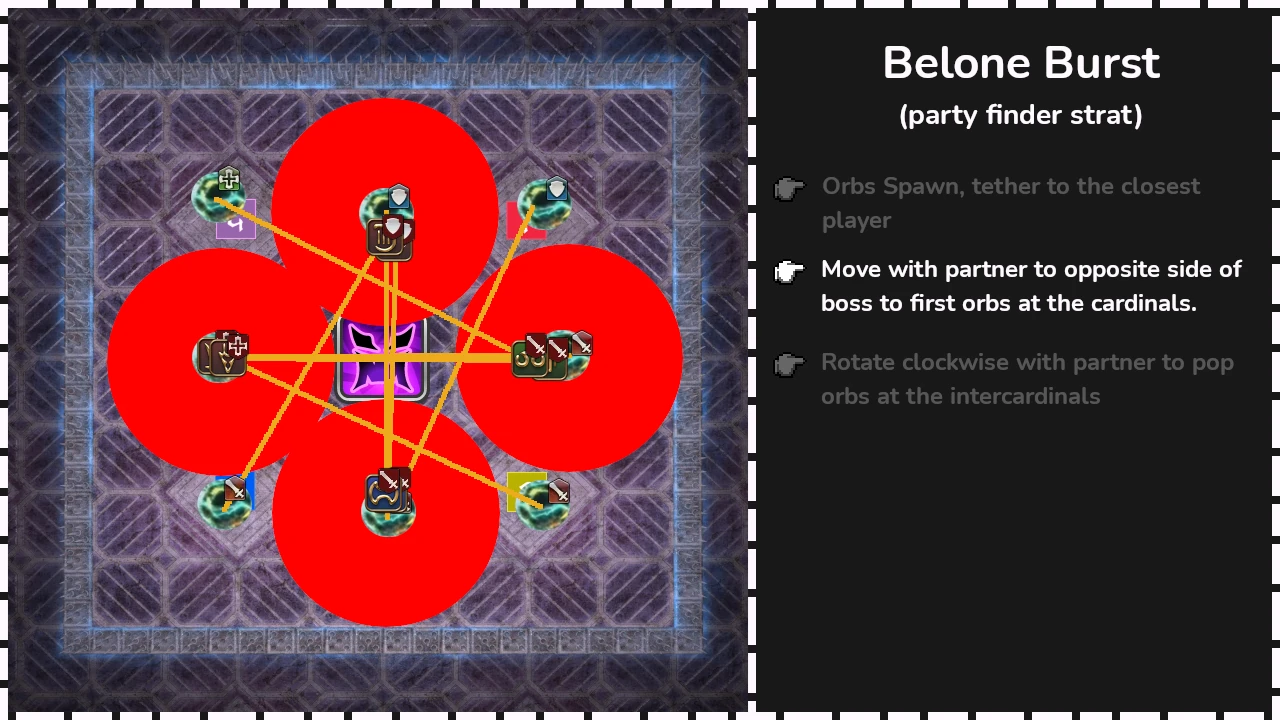 Belone Burst
(party finder strat)
Orbs Spawn, tether to the closest
player
Move with partner to opposite side of
boss to first orbs at the cardinals.
Rotate clockwise with partner to pop
orbs at the intercardinals